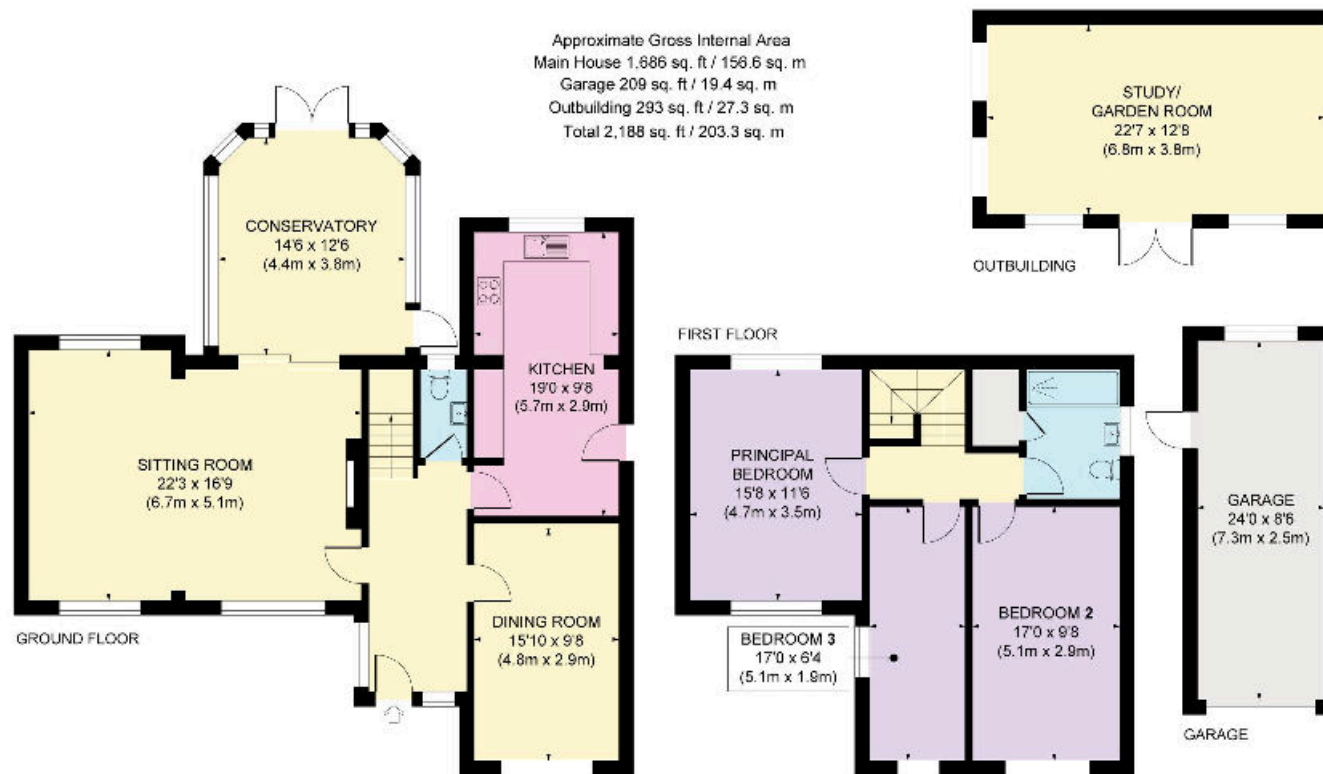 Approximate Gross Internal Area
Main House 1,686 sq. ft / 156.6 sq. m
Garage 209 sq. ft / 19.4 sq. m
Outbuilding 293 sq. ft / 27.3 sq. m
Total 2,188 sq. ft / 203.3 sq. m
STUDY/
GARDEN ROOM
22'7 x 12'8
(6.8m x 3.8m)
OUTBUILDING
CONSERVATORY
14'6 x 12'6
(4.4m x 3.8m)
KITCHEN
19'0 x 9'8
(5.7m x 2.9m)
SITTING ROOM
22'3 x 16'9
(6.7m x 5.1m)
DINING ROOM
15'10 x 9'8
(4.8m x 2.9m)
GROUND FLOOR
FIRST FLOOR
PRINCIPAL
BEDROOM
15'8 x 11'6
(4.7m x 3.5m)
BEDROOM 3
17'0 x 6'4
(5.1m x 1.9m)
BEDROOM 2
17'0 x 9'8
(5.1m x 2.9m)
GARAGE
24'0 x 8'6
(7.3m x 2.5m)
GARAGE